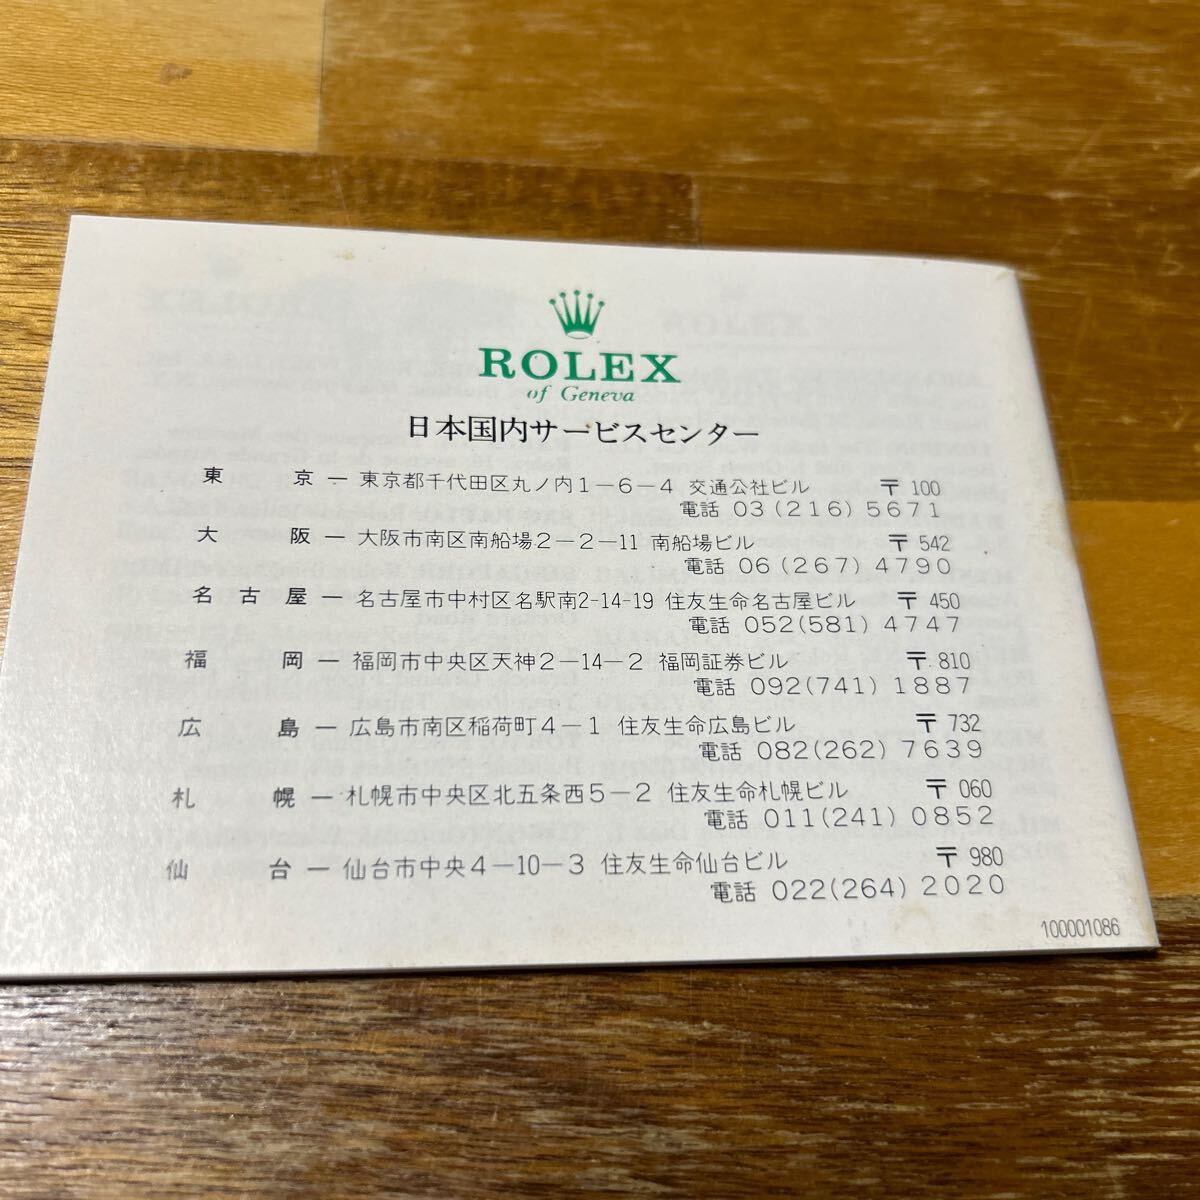 ROLEX
of Geneva
日本国内サービスセンター
東京 ― 東京都千代田区丸ノ内1－6－4 交通公社ビル 〒100
電話 03(216)5671
大阪 ― 大阪市南区南船場2－2－11 南船場ビル 〒542
電話 06(267)4790
名古屋 ― 名古屋市中村区名駅南2-14-19 住友生命名古屋ビル 〒450
電話 052(581)4747
福岡 ― 福岡市中央区天神2－14－2 福岡証券ビル 〒810
電話 092(741)1887
広島 ― 広島市南区稲荷町4－1 住友生命広島ビル 〒732
電話 082(262)7639
札幌 ― 札幌市中央区北五条西5－2 住友生命札幌ビル 〒060
電話 011(241)0852
仙台 ― 仙台市中央4－10－3 住友生命仙台ビル 〒980
電話 022(264)2020
100001086